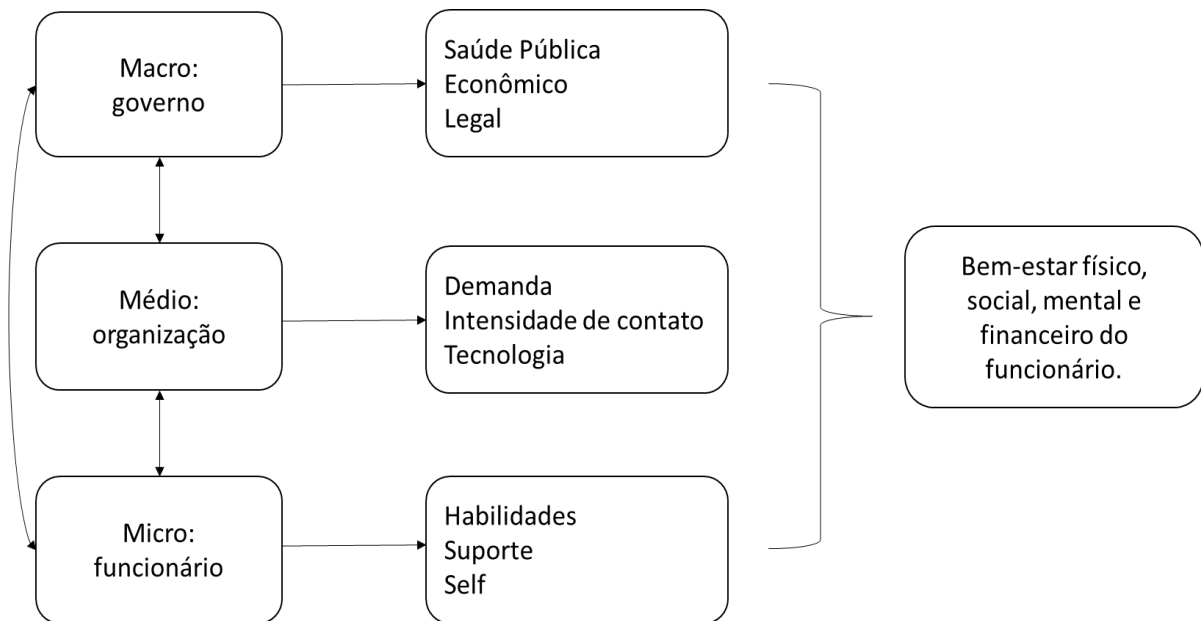 Macro:
governo
Saúde Pública
Econômico
Legal
Médio:
organização
Demanda
Intensidade de contato
Tecnologia
Bem-estar físico,
social, mental e
financeiro do
funcionário.
Micro:
funcionário
Habilidades
Suporte
Self